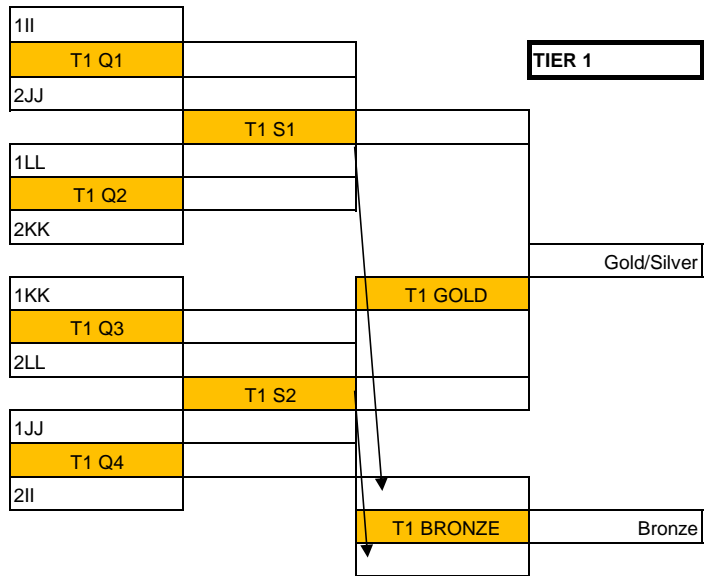 1II
T1 Q1
TIER 1
2JJ
T1 S1
1LL
T1 Q2
2KK
Gold/Silver
1KK
T1 GOLD
T1 Q3
2LL
T1 S2
1JJ
T1 Q4
2II
T1 BRONZE
Bronze